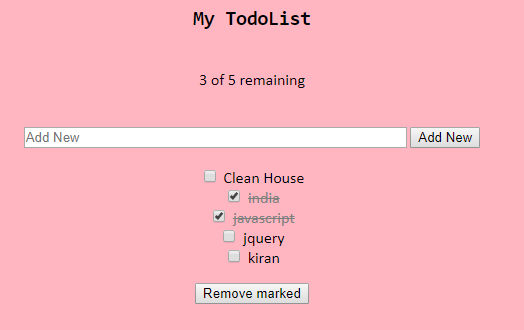 My TodoList
3 of 5 remaining
Add New Add New
Clean House
india
javascript
jquery
kiran
Remove marked